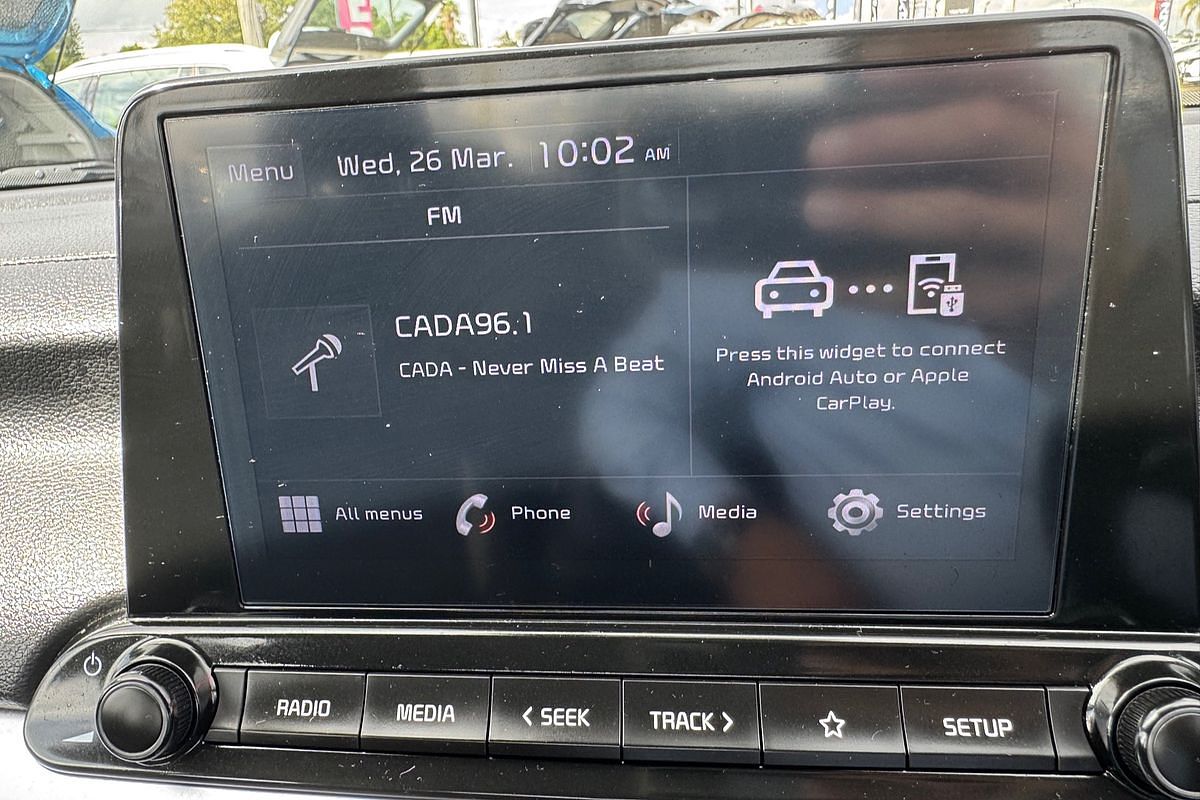 Menu Wed, 26 Mar. 10:02 AM
FM
CADA96.1
CADA - Never Miss A Beat
Press this widget to connect
Android Auto or Apple
CarPlay.
All menus Phone Media Settings
RADIO MEDIA < SEEK TRACK > SETUP